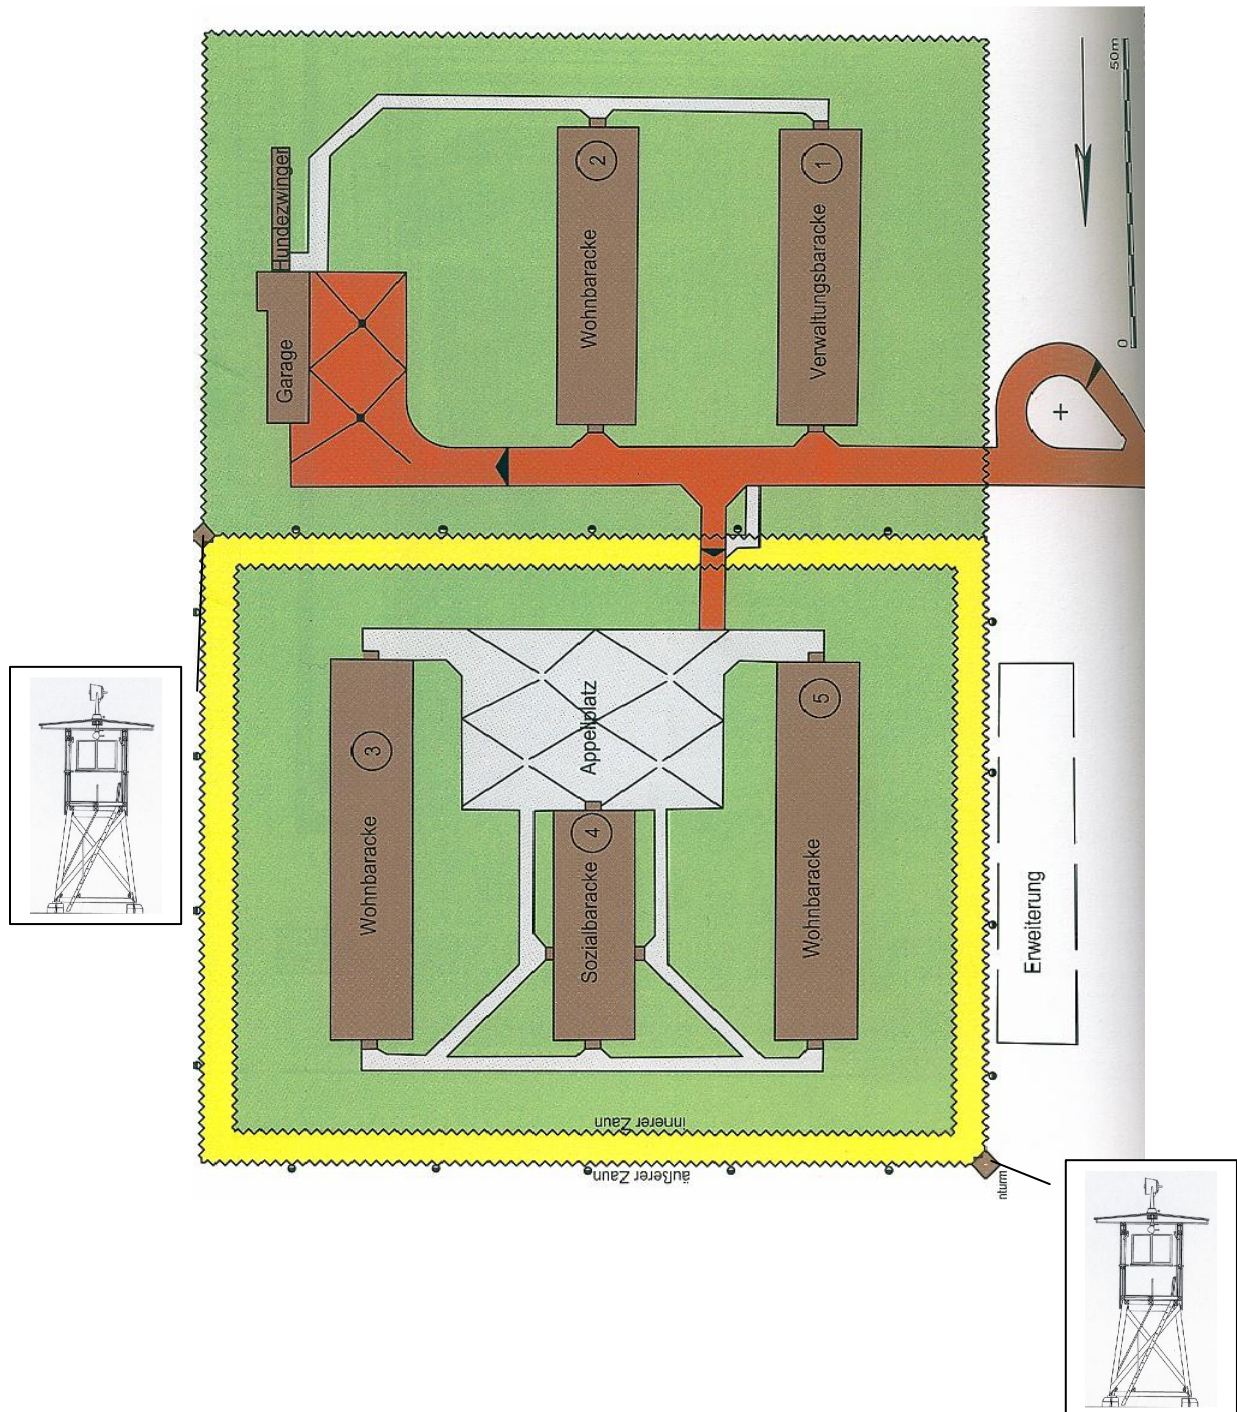 50m
0
Hundezwinger
2
1
Wohnbaracke
Verwaltungsbaracke
Garage
Appellplatz
3
5
4
Wohnbaracke
Sozialbaracke
Wohnbaracke
Erweiterung
innerer Zaun
äußerer Zaun
nturm